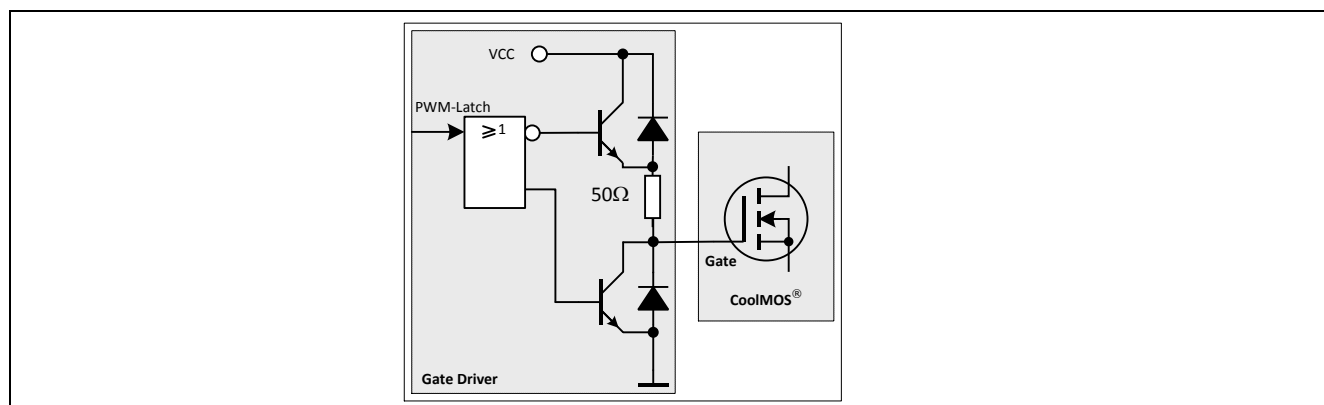 VCC
PWM-Latch
≥1
50Ω
Gate
CoolMOS®
Gate Driver